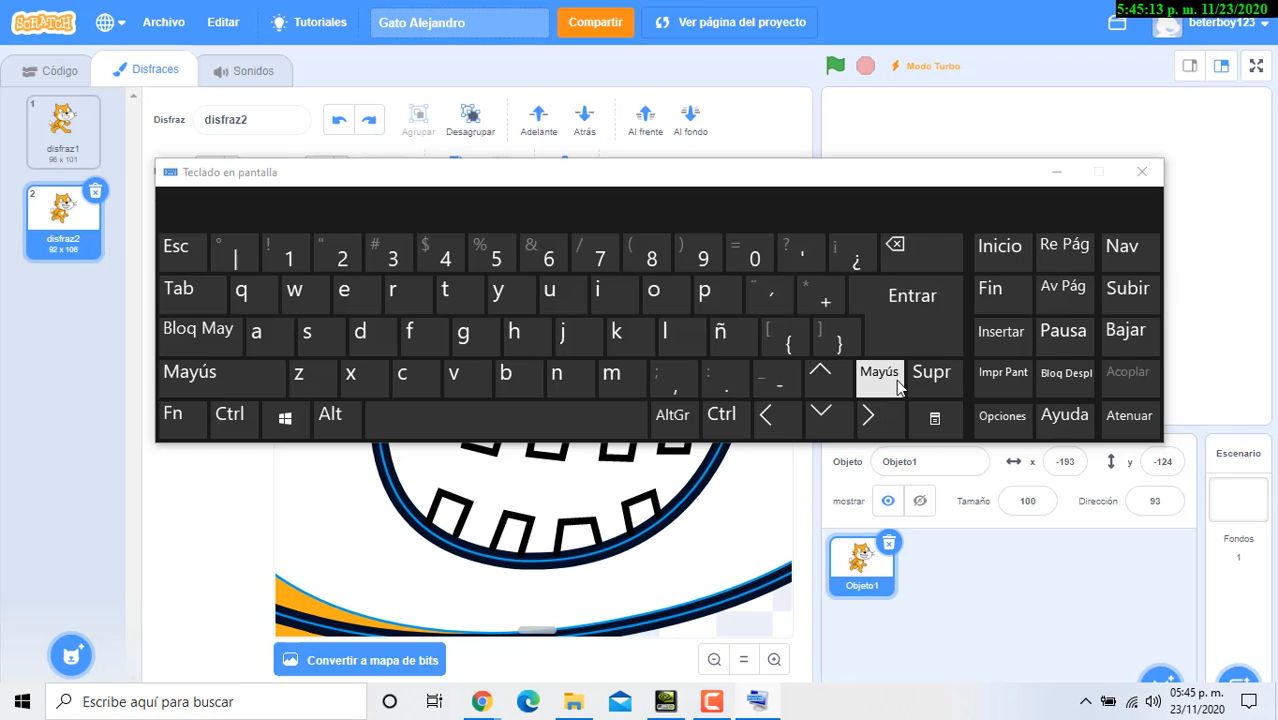 5:45:13 p. m. 11/23/2020
SCRATCH
Archivo
Editar
Tutoriales
Gato Alejandro
Compartir
Ver página del proyecto
beterboy123
Código
Disfraces
Sonidos
Modo Turbo
1
disfraz1
96 x 101
2
disfraz2
92 x 106
Disfraz
disfraz2
Agrupar
Desagrupar
Adelante
Atrás
Al frente
Al fondo
Teclado en pantalla
Esc ° | ! 1 " 2 # 3 $ 4 % 5 & 6 / 7 ( 8 ) 9 = 0 ? ' ¡ ¿ Inicio Re Pág Nav
Tab q w e r t y u i o p ¨ ´ * + Entrar Fin Av Pág Subir
Bloq May a s d f g h j k l ñ [ { ] } Insertar Pausa Bajar
Mayús z x c v b n m ; , : . _ - Mayús Supr Impr Pant Bloq Despl Acoplar
Fn Ctrl Alt AltGr Ctrl Opciones Ayuda Atenuar
Convertir a mapa de bits
Objeto
Objeto1
x
-193
y
-124
mostrar
Tamaño
100
Dirección
93
Objeto1
Escenario
Fondos
1
Escribe aquí para buscar
05:45 p. m.
23/11/2020